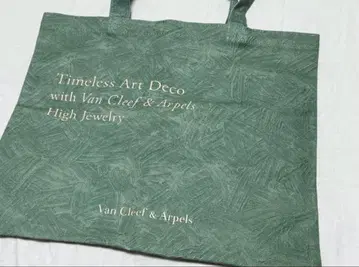 Timeless Art Deco
with Van Cleef & Arpels
High Jewelry
Van Cleef & Arpels